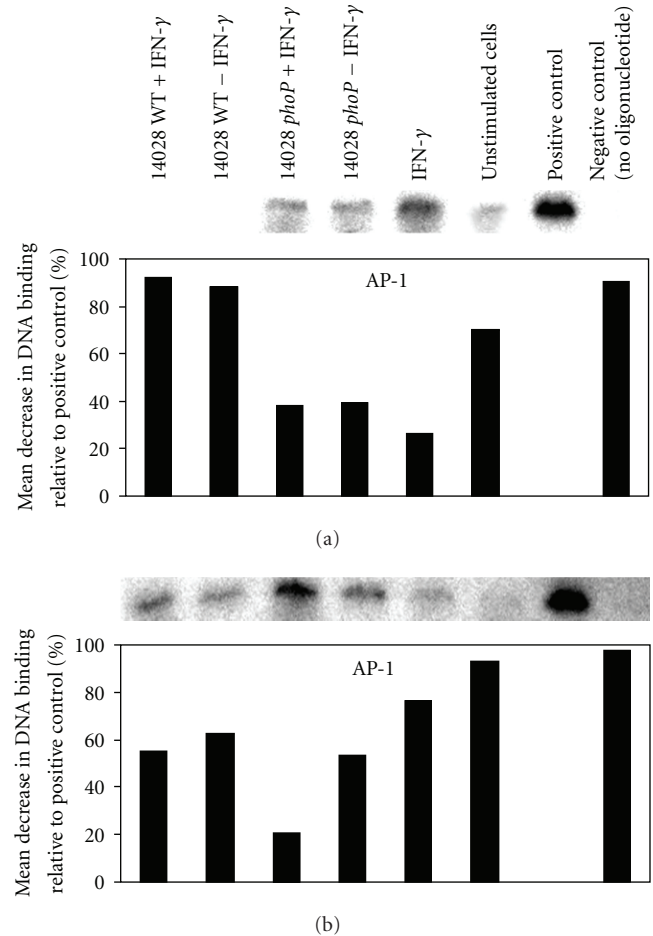 14028 WT + IFN-γ
14028 WT − IFN-γ
14028 phoP + IFN-γ
14028 phoP − IFN-γ
IFN-γ
Unstimulated cells
Positive control
Negative control
(no oligonucleotide)
Mean decrease in DNA binding
relative to positive control (%)
100
80
60
40
20
0
AP-1
(a)
Mean decrease in DNA binding
relative to positive control (%)
100
80
60
40
20
0
AP-1
(b)